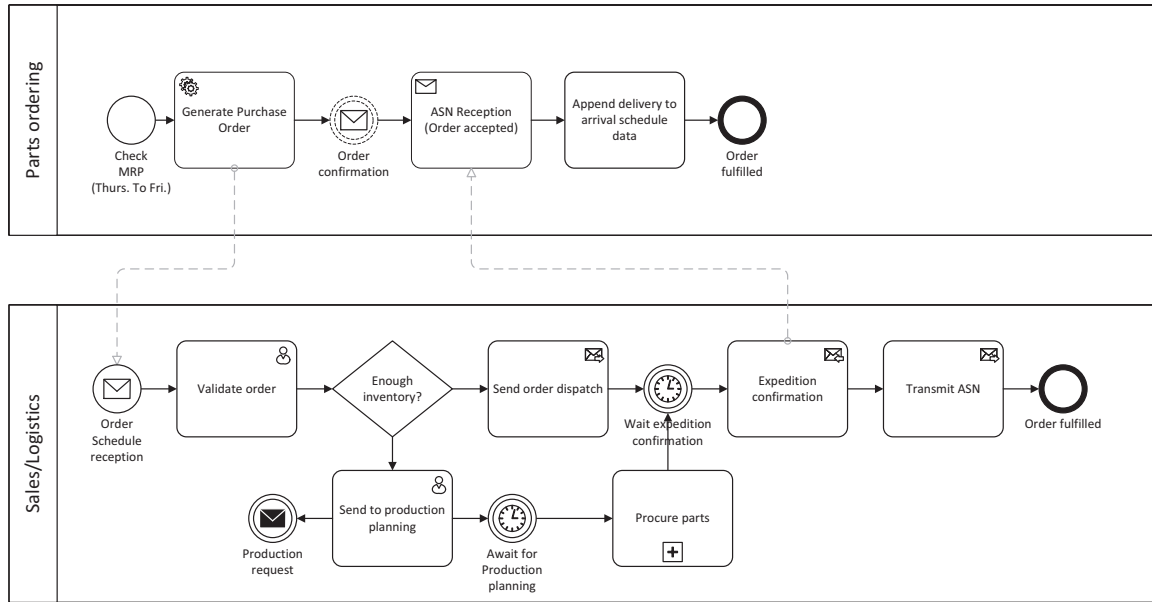 Parts ordering
Generate Purchase
Order
ASN Reception
(Order accepted)
Append delivery to
arrival schedule
data
Check
MRP
(Thurs. To Fri.)
Order
confirmation
Order
fulfilled
Sales/Logistics
Validate order
Enough
inventory?
Send order dispatch
Expedition
confirmation
Transmit ASN
Order
Schedule
reception
Wait expedition
confirmation
Order fulfilled
Send to production
planning
Procure parts
Production
request
Await for
Production
planning